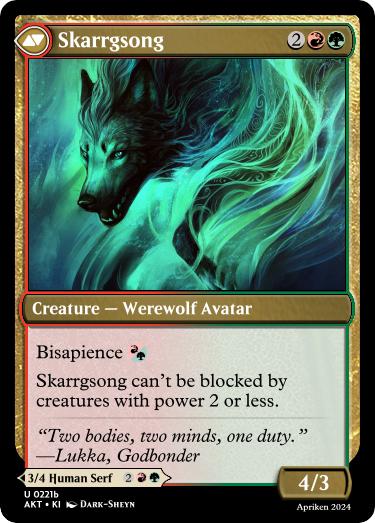 Skarrgsong 2
Creature — Werewolf Avatar
Bisapience
Skarrgsong can't be blocked by
creatures with power 2 or less.
“Two bodies, two minds, one duty.”
—Lukka, Godbonder
3/4 Human Serf 2
4/3
U 0221b
AKT • KI Dark-Sheyn
Apriken 2024